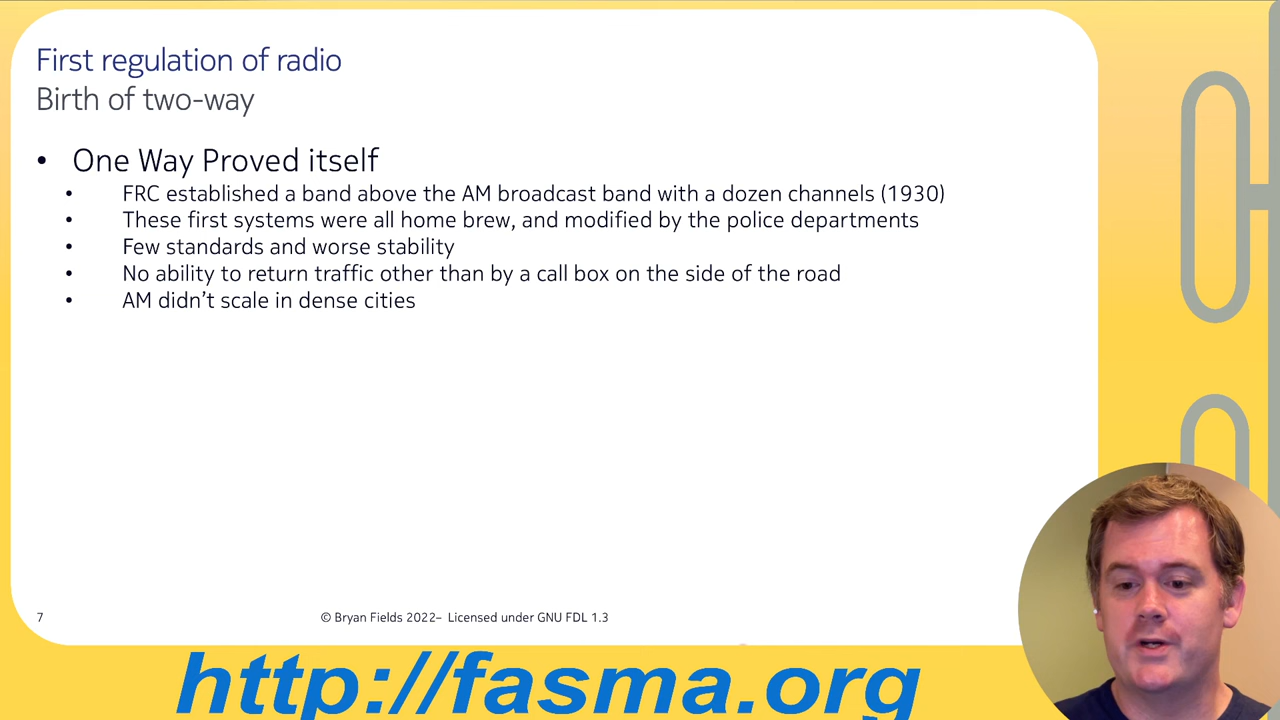 First regulation of radio
Birth of two-way
• One Way Proved itself
• FRC established a band above the AM broadcast band with a dozen channels (1930)
• These first systems were all home brew, and modified by the police departments
• Few standards and worse stability
• No ability to return traffic other than by a call box on the side of the road
• AM didn’t scale in dense cities
7
© Bryan Fields 2022– Licensed under GNU FDL 1.3
http://fasma.org